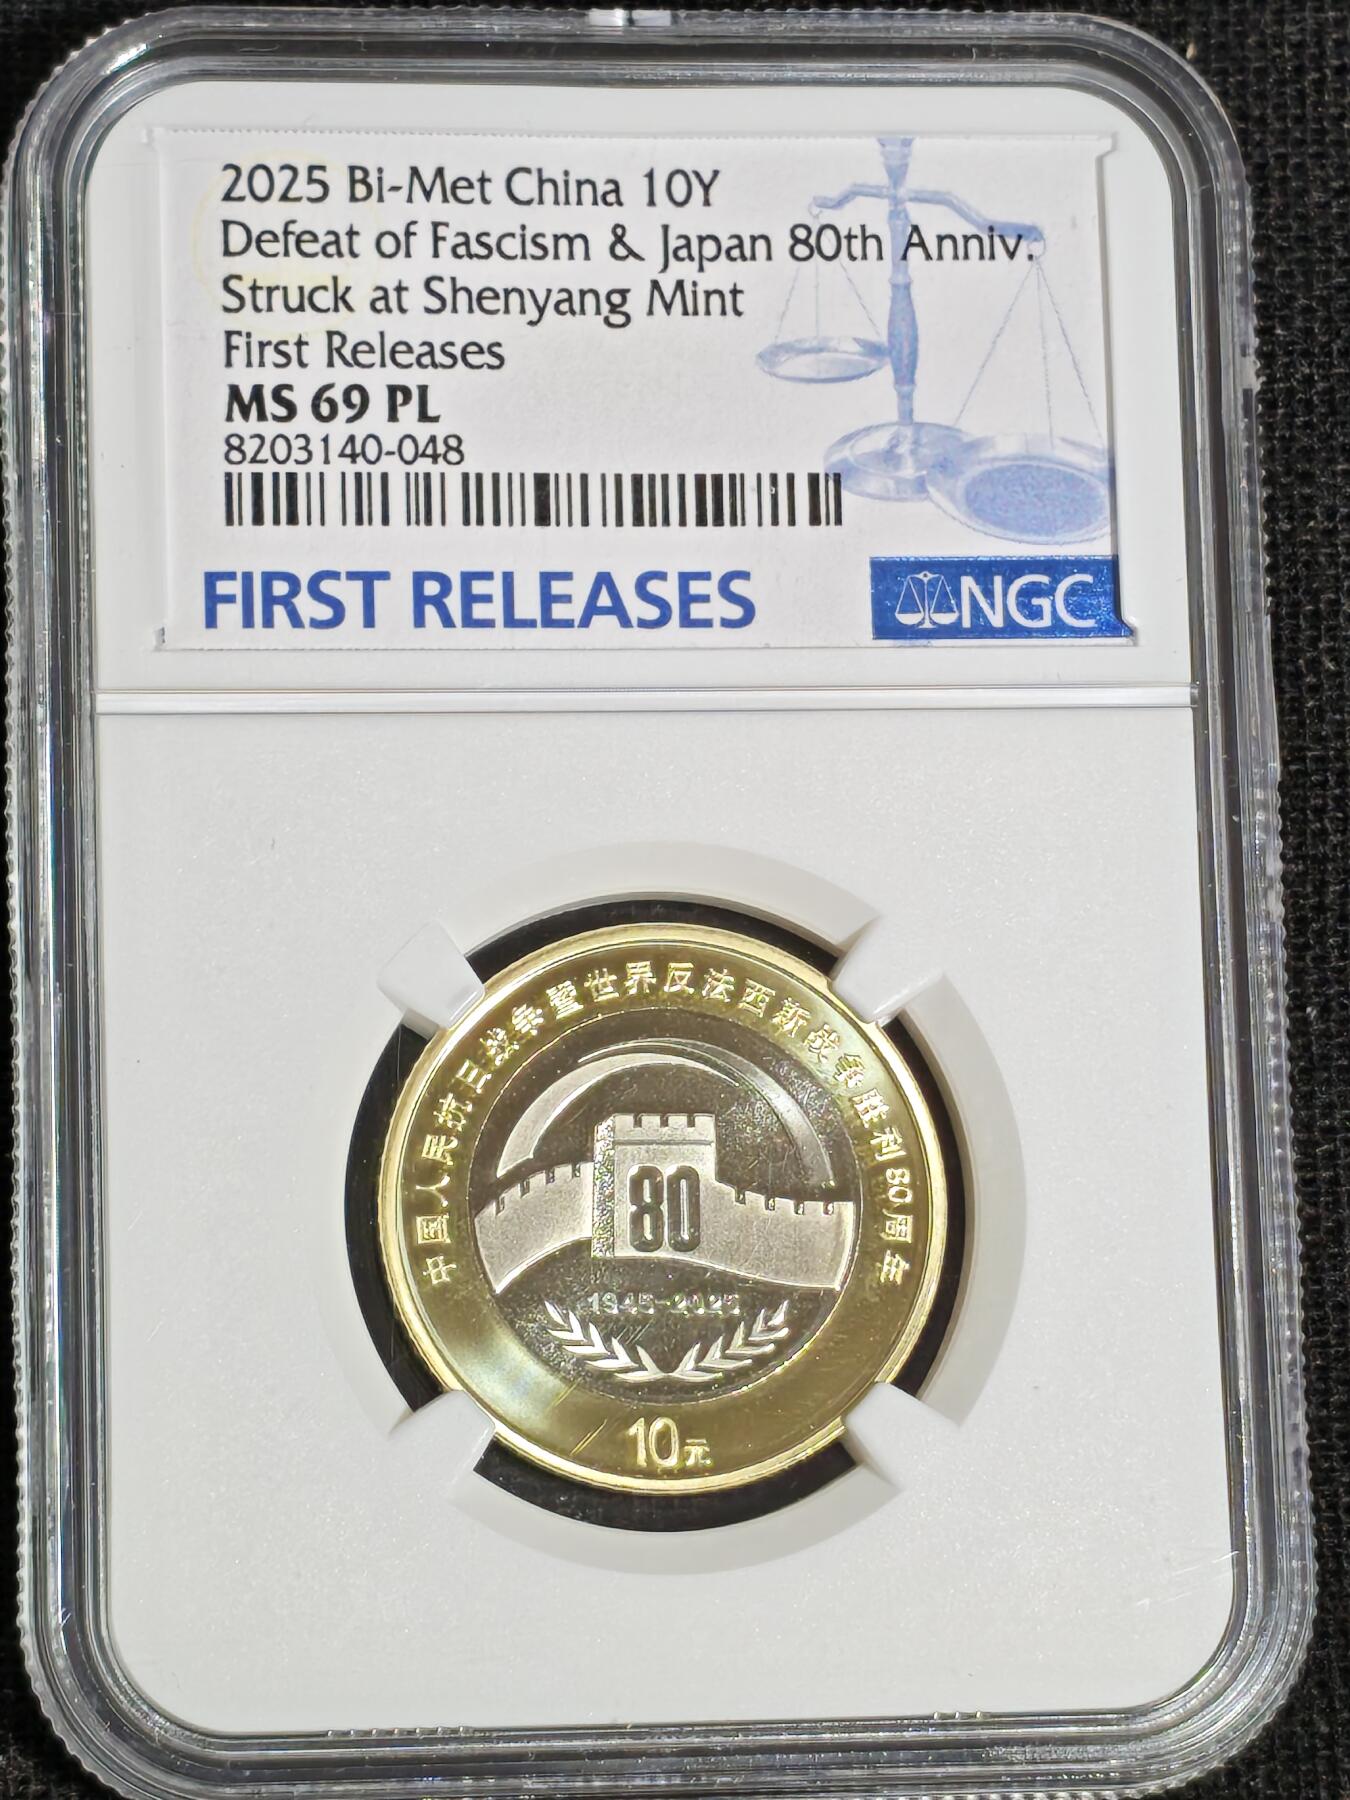 2025 Bi-Met China 10Y
Defeat of Fascism & Japan 80th Anniv.
Struck at Shenyang Mint
First Releases
MS 69 PL
8203140-048
FIRST RELEASES
NGC
中国人民抗日战争暨世界反法西斯战争胜利80周年
80
1945-2025
10元